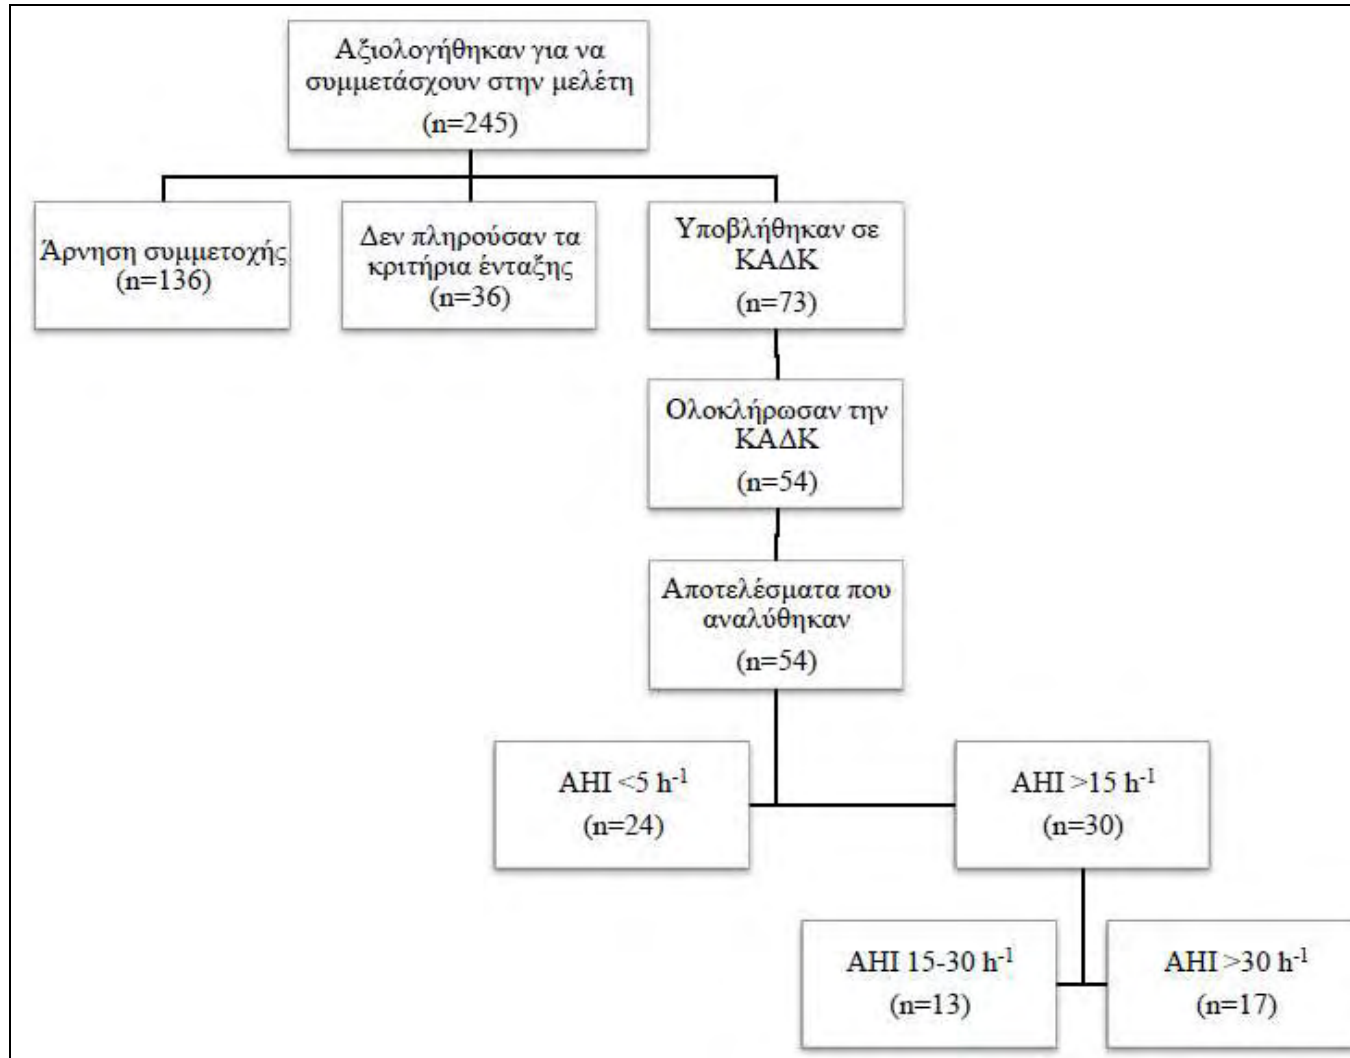 Αξιολογήθηκαν για να
συμμετάσχουν στην μελέτη
(n=245)
Άρνηση συμμετοχής
(n=136)
Δεν πληρούσαν τα
κριτήρια ένταξης
(n=36)
Υποβλήθηκαν σε
ΚΑΔΚ
(n=73)
Ολοκλήρωσαν την
ΚΑΔΚ
(n=54)
Αποτελέσματα που
αναλύθηκαν
(n=54)
AHI <5 h⁻¹
(n=24)
AHI >15 h⁻¹
(n=30)
AHI 15-30 h⁻¹
(n=13)
AHI >30 h⁻¹
(n=17)